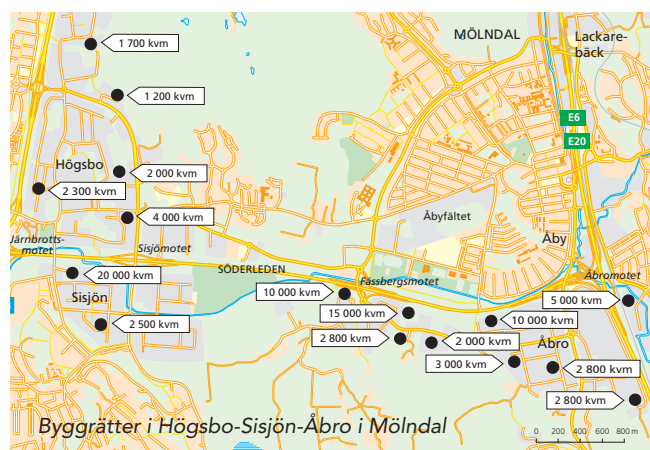 MÖLNDAL
Lackare-
bäck
1 700 kvm
1 200 kvm
E6
E20
Högsbo
2 000 kvm
2 300 kvm
4 000 kvm
Åbyfältet
Järnbrotts-
motet
Sisjömotet
Åby
20 000 kvm
SÖDERLEDEN
Fässbergsmotet
Åbromotet
Sisjön
10 000 kvm
5 000 kvm
15 000 kvm
10 000 kvm
2 500 kvm
2 800 kvm
2 000 kvm
Åbro
3 000 kvm
2 800 kvm
2 800 kvm
Byggrätter i Högsbo-Sisjön-Åbro i Mölndal
0 200 400 600 800 m